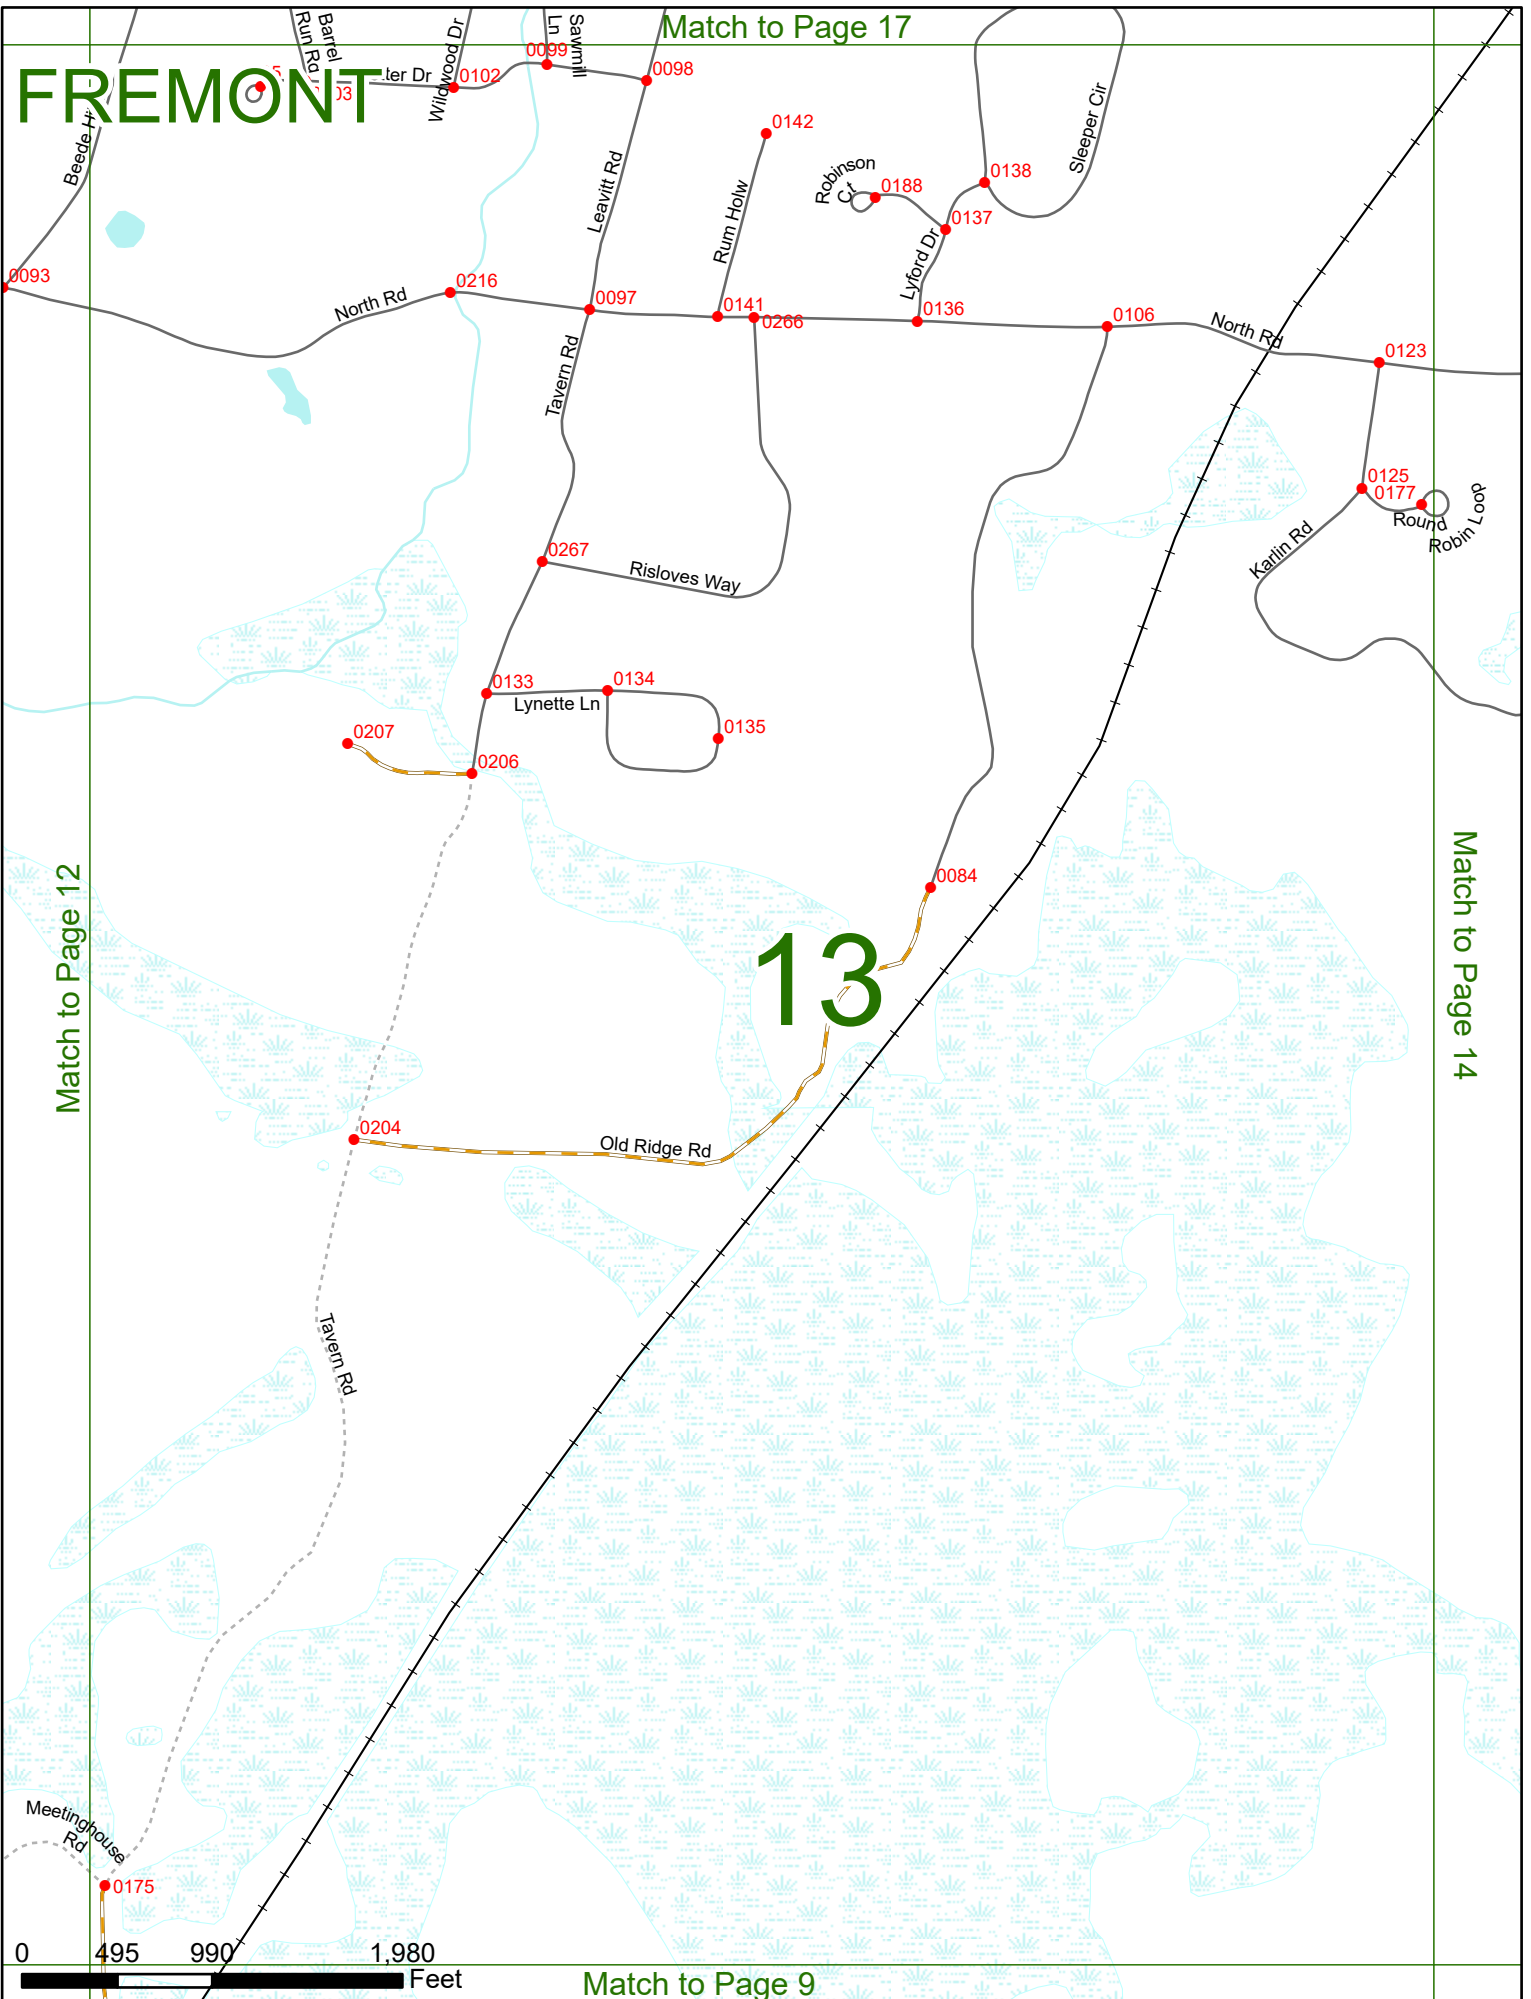 Match to Page 17
FREMONT
Barrel
Run Rd
Wildwood Dr
Sawmill
Ln
0099
0102
0098
Beede
Leavitt Rd
0142
Rum Holw
Robinson
Ct
0188
0138
0137
Sleeper Cir
Lyford Dr
0093
North Rd
0216
0097
0141
0266
0136
0106
North Rd
0123
Tavern Rd
0125
0177
Round
Robin Loop
Karlin Rd
0267
Risloves Way
0133
0134
Lynette Ln
0135
0207
0206
0084
Match to Page 12
13
Match to Page 14
0204
Old Ridge Rd
Tavern Rd
Meetinghouse
Rd
0175
0 495 990 1,980
Feet
Match to Page 9